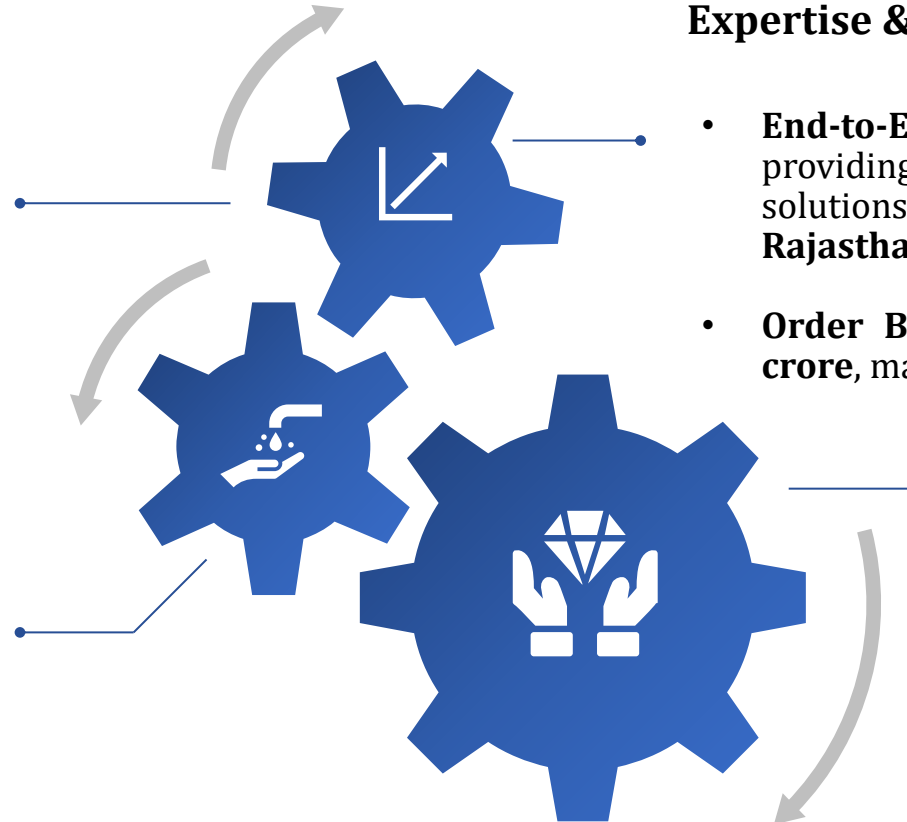 Expertise &
• End-to-E
providing
solutions
Rajastha
• Order B
crore, ma